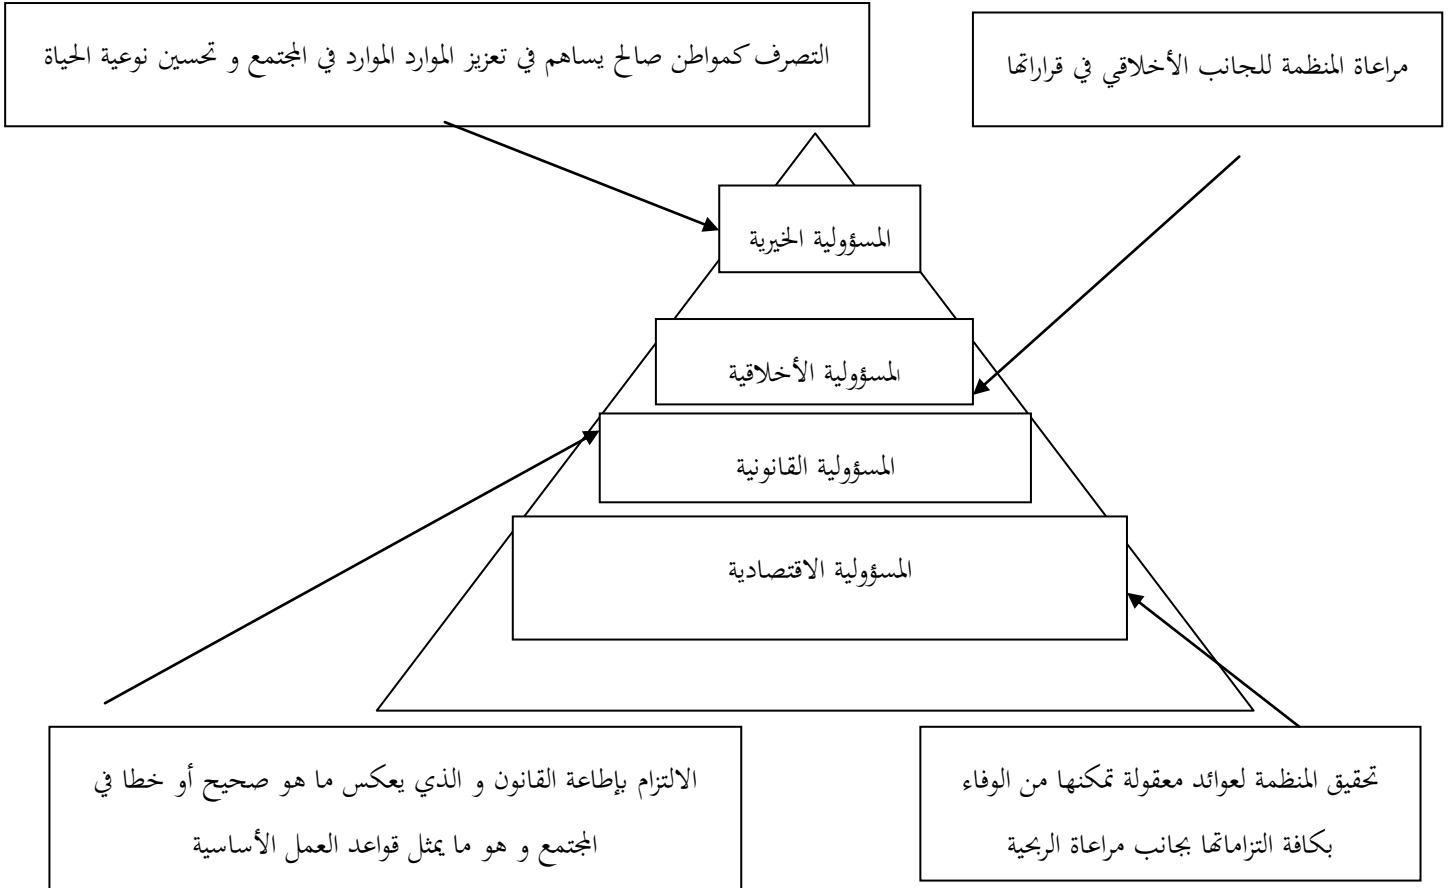 مراعاة المنظمة للجانب الأخلاقي في قراراتها
التصرف كمواطن صالح يساهم في تعزيز الموارد الموارد في المجتمع و تحسين نوعية الحياة
المسؤولية الخيرية
المسؤولية الأخلاقية
المسؤولية القانونية
المسؤولية الاقتصادية
تحقيق المنظمة لعوائد معقولة تمكنها من الوفاء
بكافة التزاماتها بجانب مراعاة الربحية
الالتزام بإطاعة القانون و الذي يعكس ما هو صحيح أو خطا في
المجتمع و هو ما يمثل قواعد العمل الأساسية